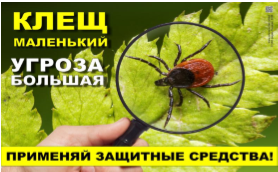 КЛЕЩ
МАЛЕНЬКИЙ
УГРОЗА
БОЛЬШАЯ
ПРИМЕНЯЙ ЗАЩИТНЫЕ СРЕДСТВА!